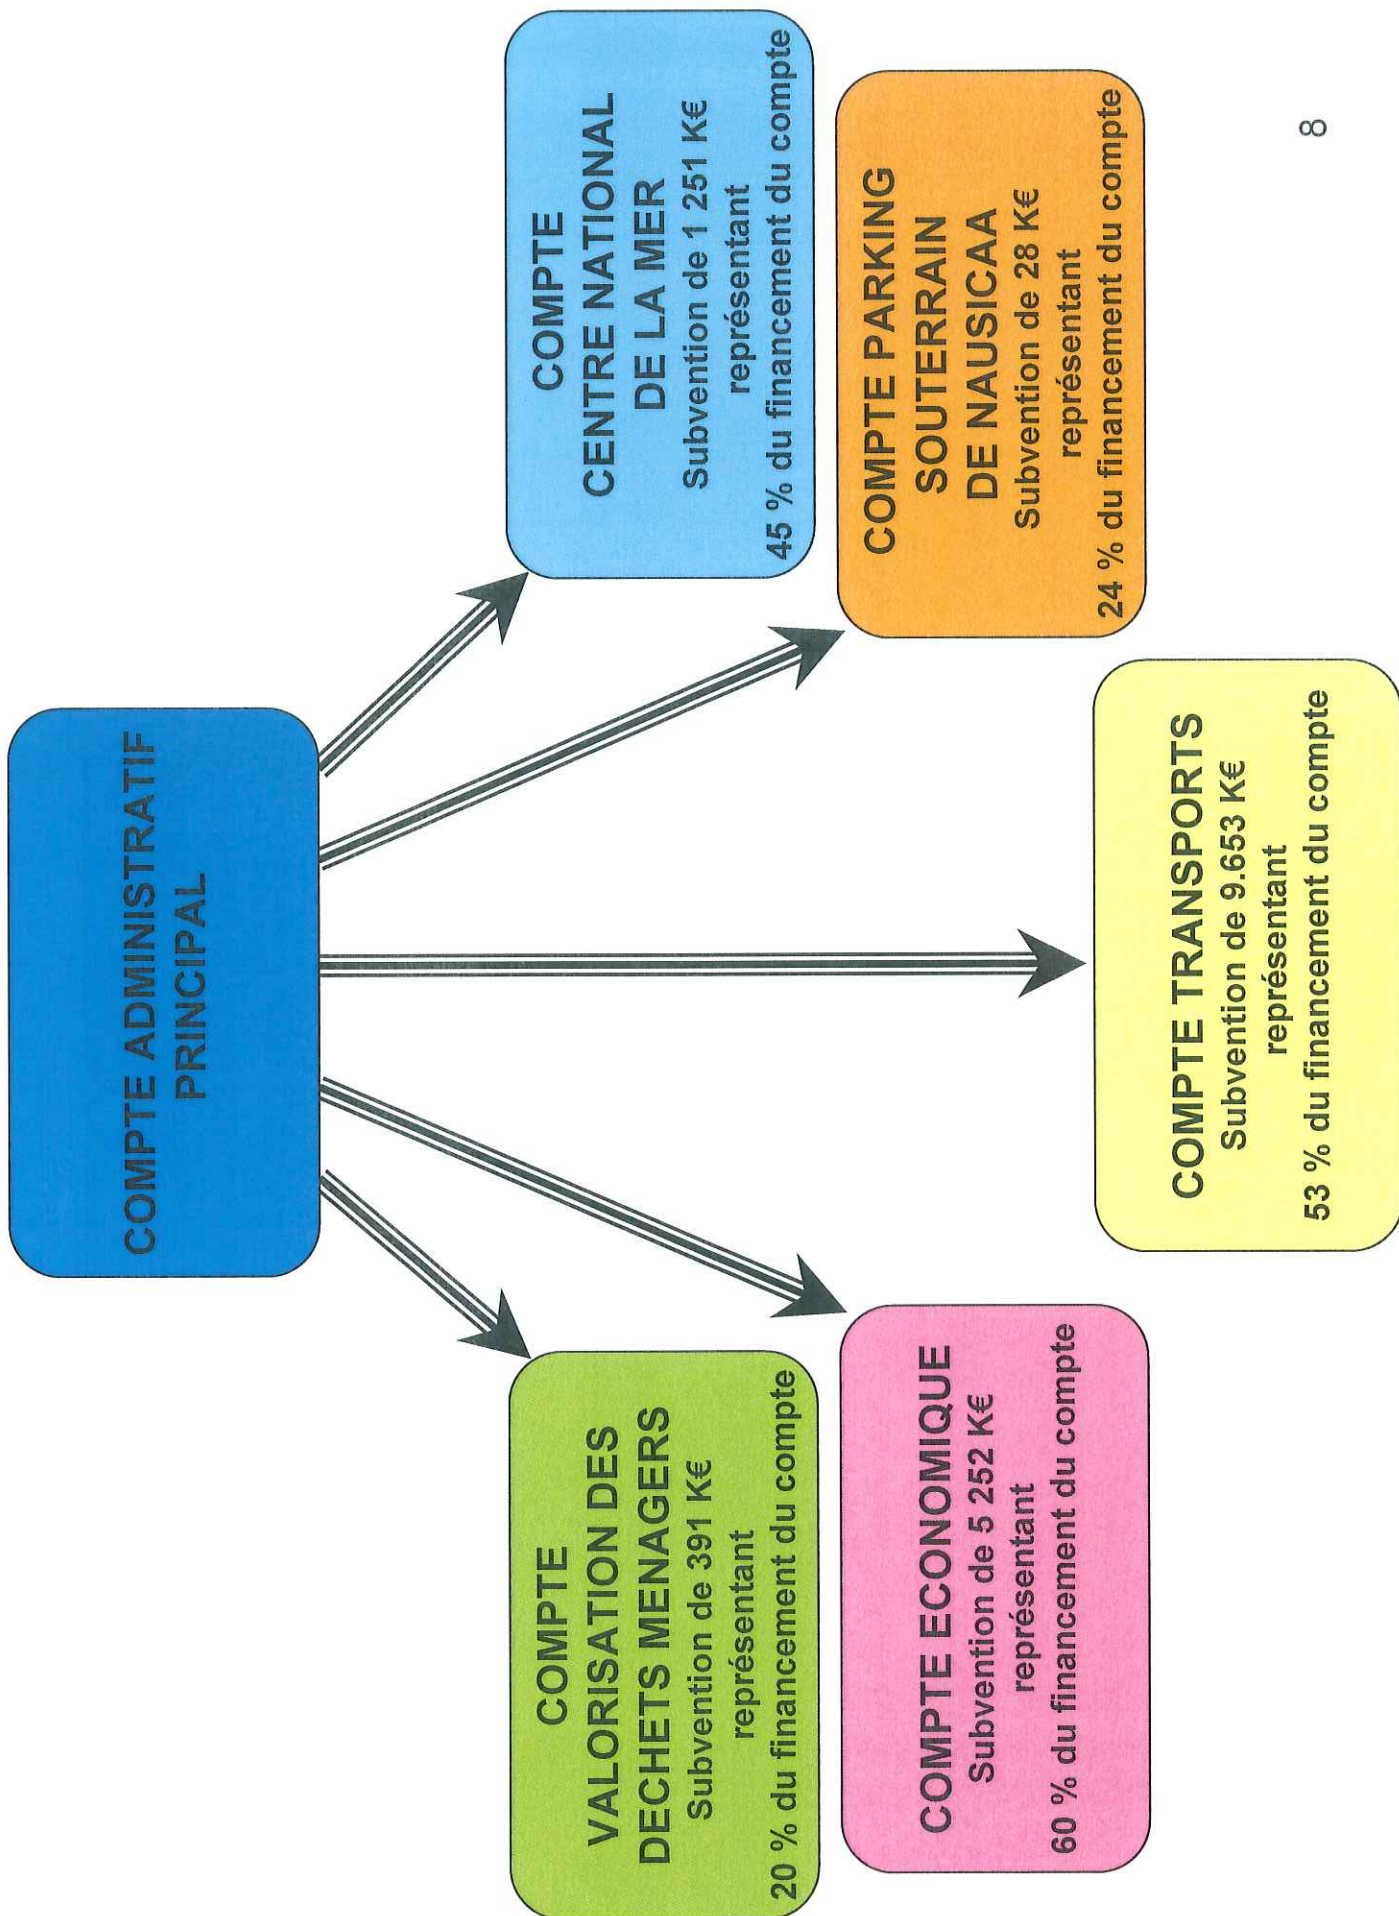 COMPTE ADMINISTRATIF
PRINCIPAL
COMPTE
VALORISATION DES
DECHETS MENAGERS
Subvention de 391 K€
représentant
20 % du financement du compte
COMPTE
CENTRE NATIONAL
DE LA MER
Subvention de 1 251 K€
représentant
45 % du financement du compte
COMPTE ECONOMIQUE
Subvention de 5 252 K€
représentant
60 % du financement du compte
COMPTE PARKING
SOUTERRAIN
DE NAUSICAA
Subvention de 28 K€
représentant
24 % du financement du compte
COMPTE TRANSPORTS
Subvention de 9.653 K€
représentant
53 % du financement du compte
8